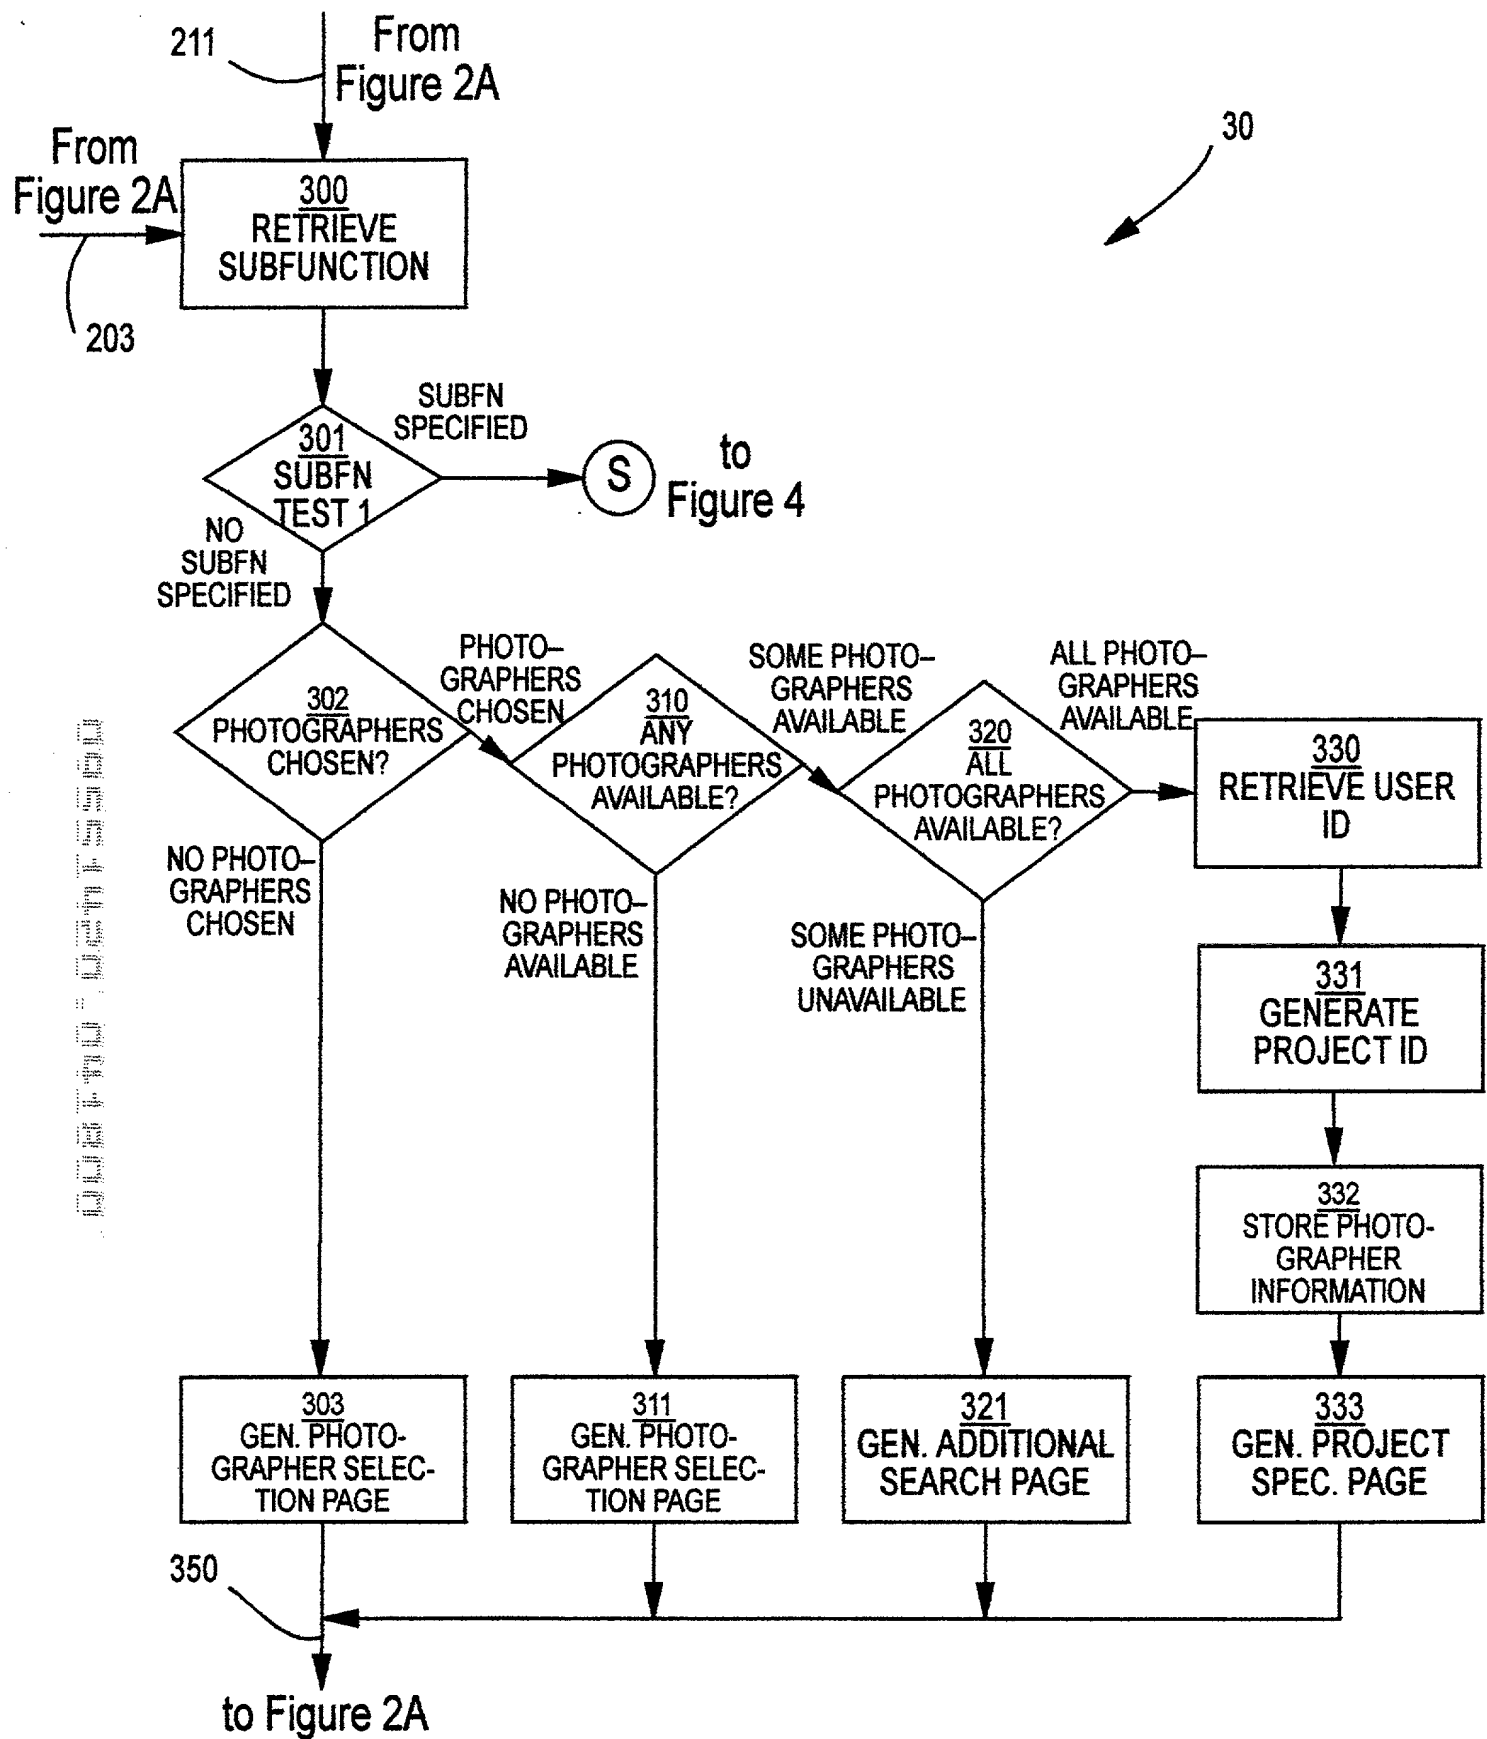 211
From
Figure 2A
30
From
Figure 2A
203
300
RETRIEVE
SUBFUNCTION
SUBFN
SPECIFIED
301
SUBFN
TEST 1
S
to
Figure 4
NO
SUBFN
SPECIFIED
302
PHOTOGRAPHERS
CHOSEN?
PHOTO–
GRAPHERS
CHOSEN
310
ANY
PHOTOGRAPHERS
AVAILABLE?
SOME PHOTO–
GRAPHERS
AVAILABLE
320
ALL
PHOTOGRAPHERS
AVAILABLE?
ALL PHOTO–
GRAPHERS
AVAILABLE
330
RETRIEVE USER
ID
NO PHOTO–
GRAPHERS
CHOSEN
NO PHOTO–
GRAPHERS
AVAILABLE
SOME PHOTO–
GRAPHERS
UNAVAILABLE
331
GENERATE
PROJECT ID
332
STORE PHOTO-
GRAPHER
INFORMATION
303
GEN. PHOTO-
GRAPHER SELEC-
TION PAGE
311
GEN. PHOTO-
GRAPHER SELEC-
TION PAGE
321
GEN. ADDITIONAL
SEARCH PAGE
333
GEN. PROJECT
SPEC. PAGE
350
to Figure 2A